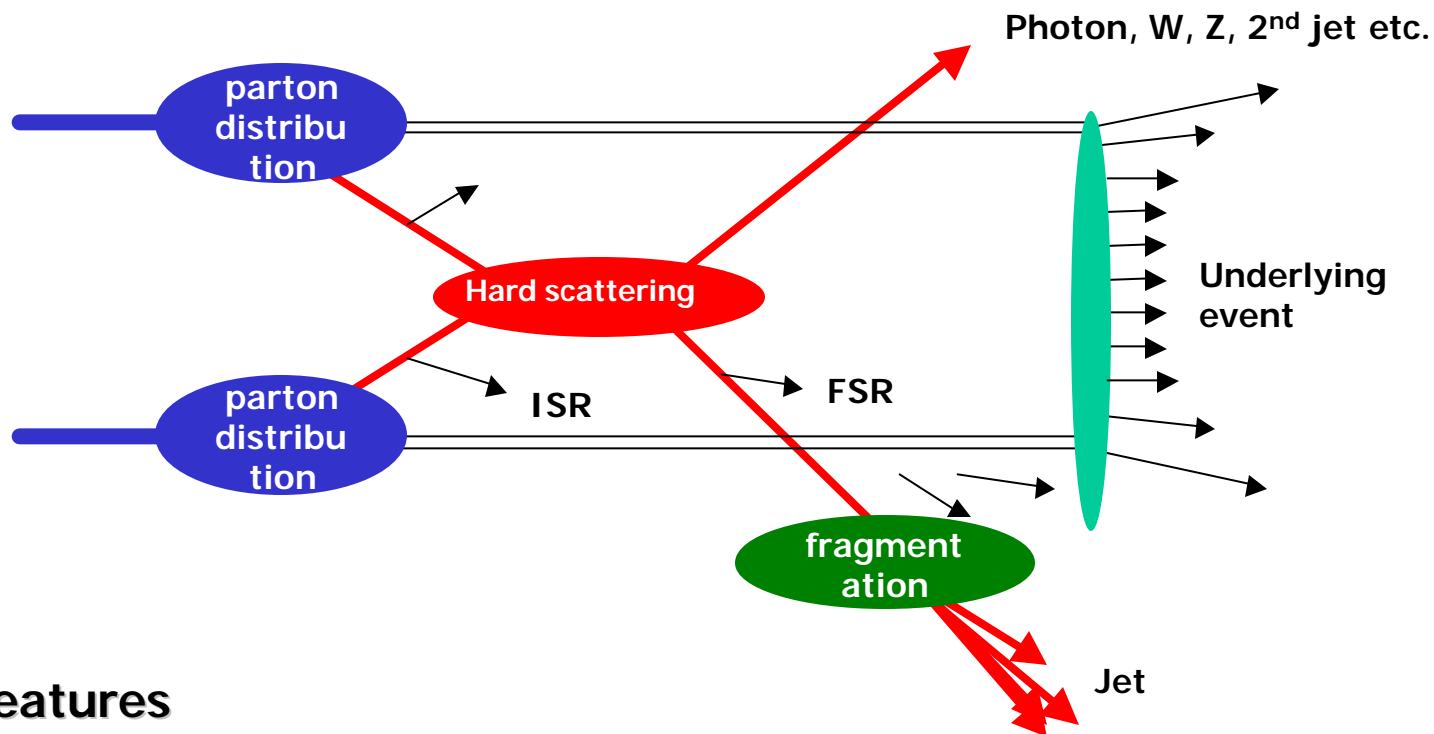 Photon, W, Z, 2nd jet etc.
parton
distribu
tion
Hard scattering
Underlying
event
ISR
FSR
parton
distribu
tion
fragment
ation
Jet
eatures